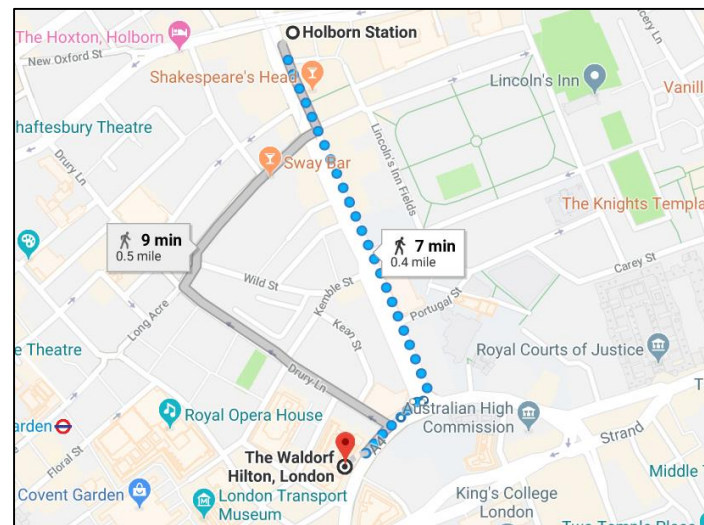 Holborn Station
The Hoxton, Holborn
New Oxford St
Shakespeare's Head
Lincoln's Inn
Vanill
haftesbury Theatre
Drury Ln
Lincoln's Inn Fields
Sway Bar
The Knights Templa
9 min
0.5 mile
7 min
0.4 mile
Carey St
Wild St
Kemble St
Long Acre
Portugal St
Kean St
e Theatre
Royal Courts of Justice
Drury Ln
Royal Opera House
Australian High
Commission
arden
Floral St
A4
Strand
The Waldorf
Hilton, London
Middle T
Covent Garden
London Transport
Museum
King's College
London
Two Temple Place